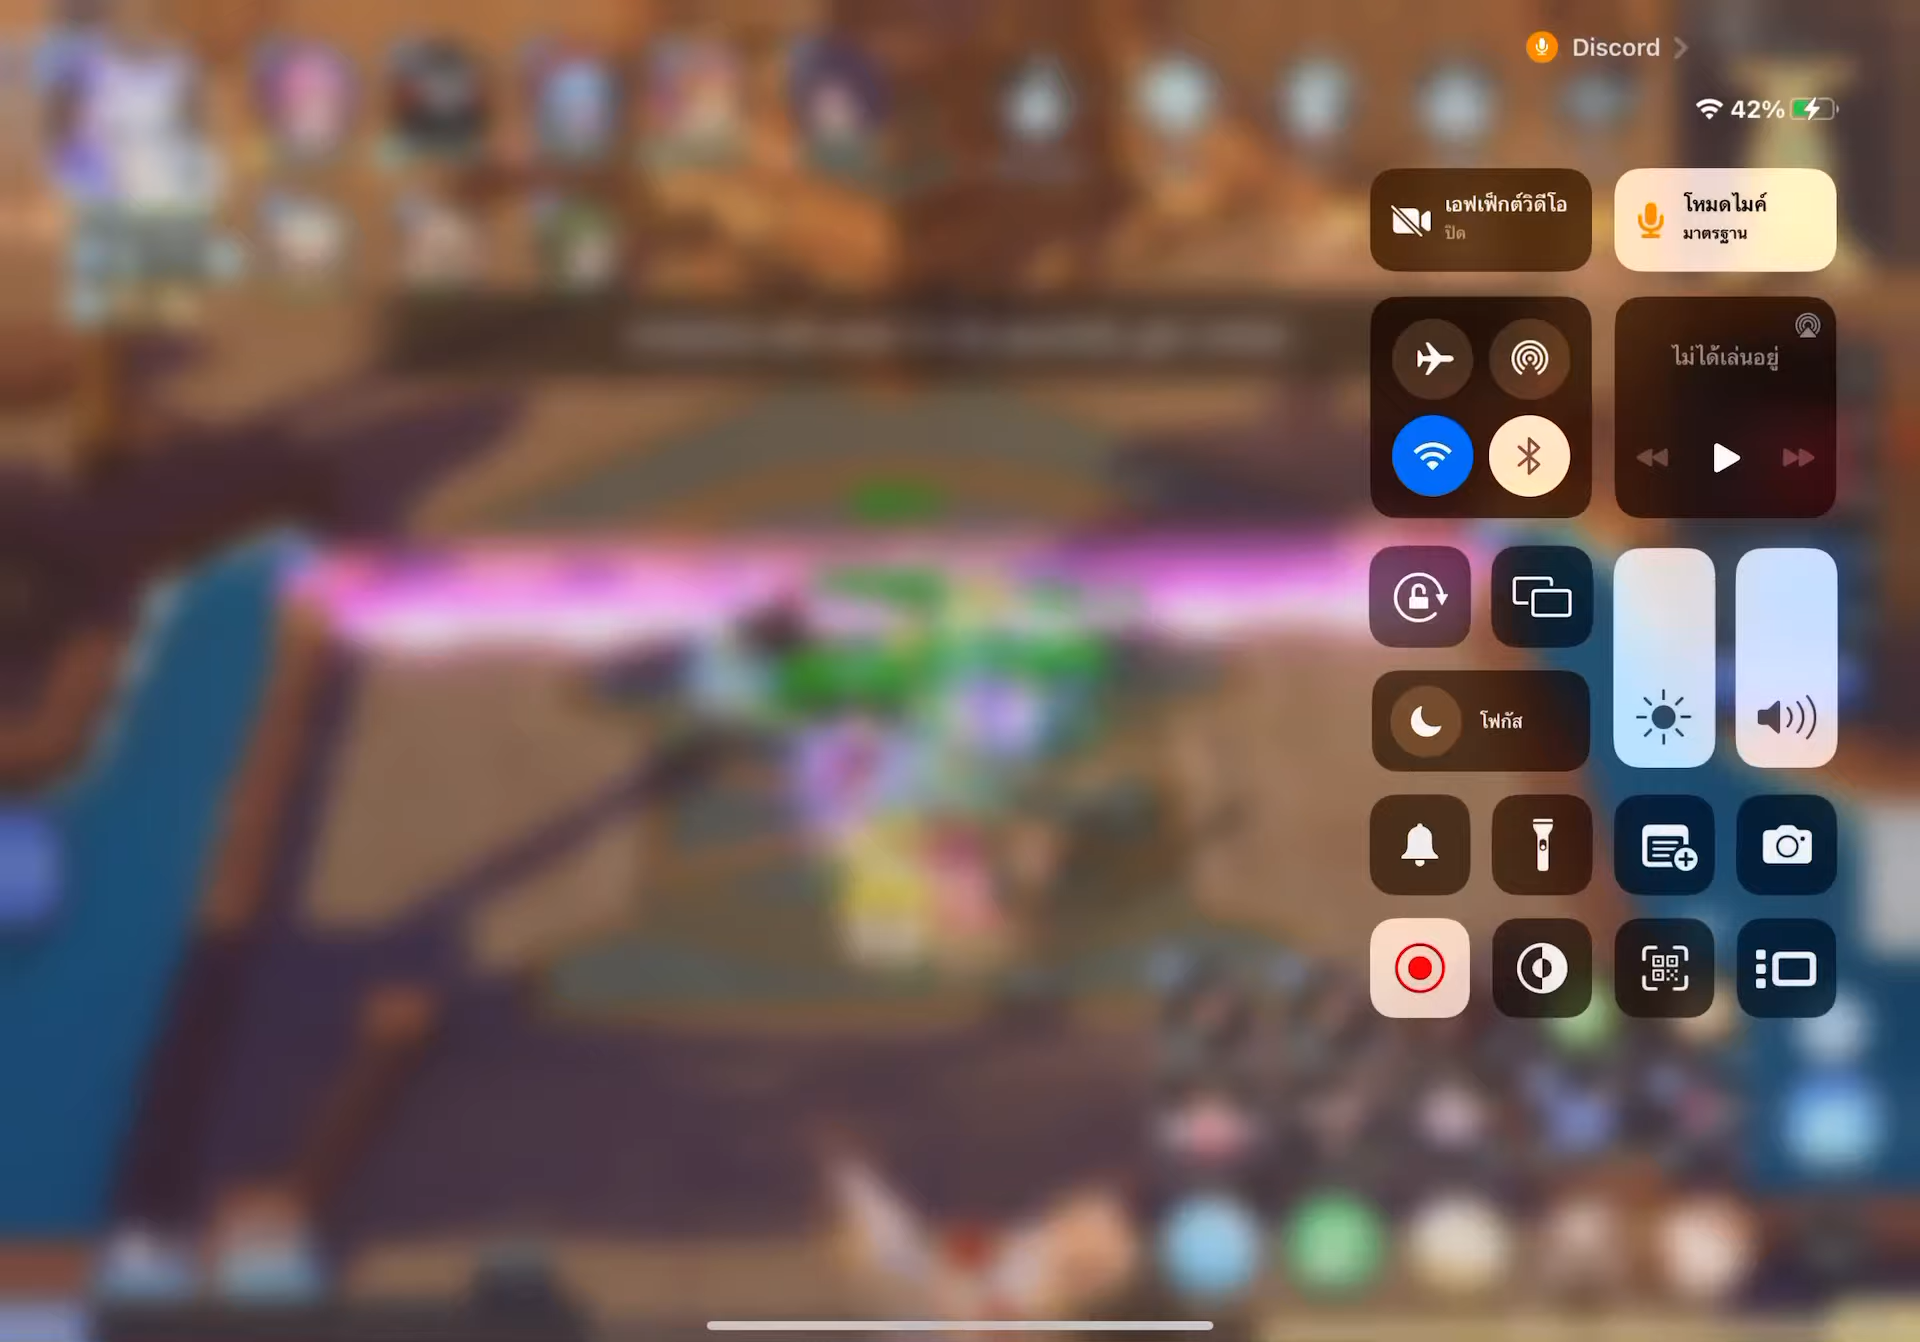 Discord
42%
เอฟเฟ็กต์วิดีโอ
ปิด
โหมดไมค์
มาตรฐาน
ไม่ได้เล่นอยู่
โฟกัส